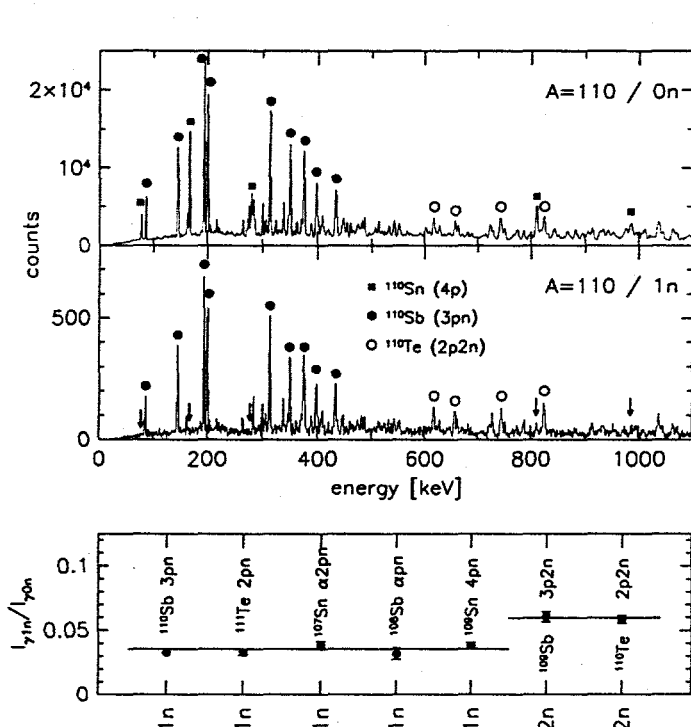 2×10⁴
A=110 / 0n
10⁴
0
counts
■ ¹¹⁰Sn (4p)
A=110 / 1n
● ¹¹⁰Sb (3pn)
500
○ ¹¹⁰Te (2p2n)
0
0 200 400 600 800 1000
energy [keV]
0.1
0.05
0
Iγ1n/Iγ0n
¹¹⁰Sb 3pn
¹¹¹Te 2pn
¹⁰⁷Sn α2pn
¹⁰⁸Sb αpn
¹⁰⁹Sn 4pn
¹⁰⁹Sb 3p2n
¹¹⁰Te 2p2n
1n 1n 1n 1n 1n 2n 2n